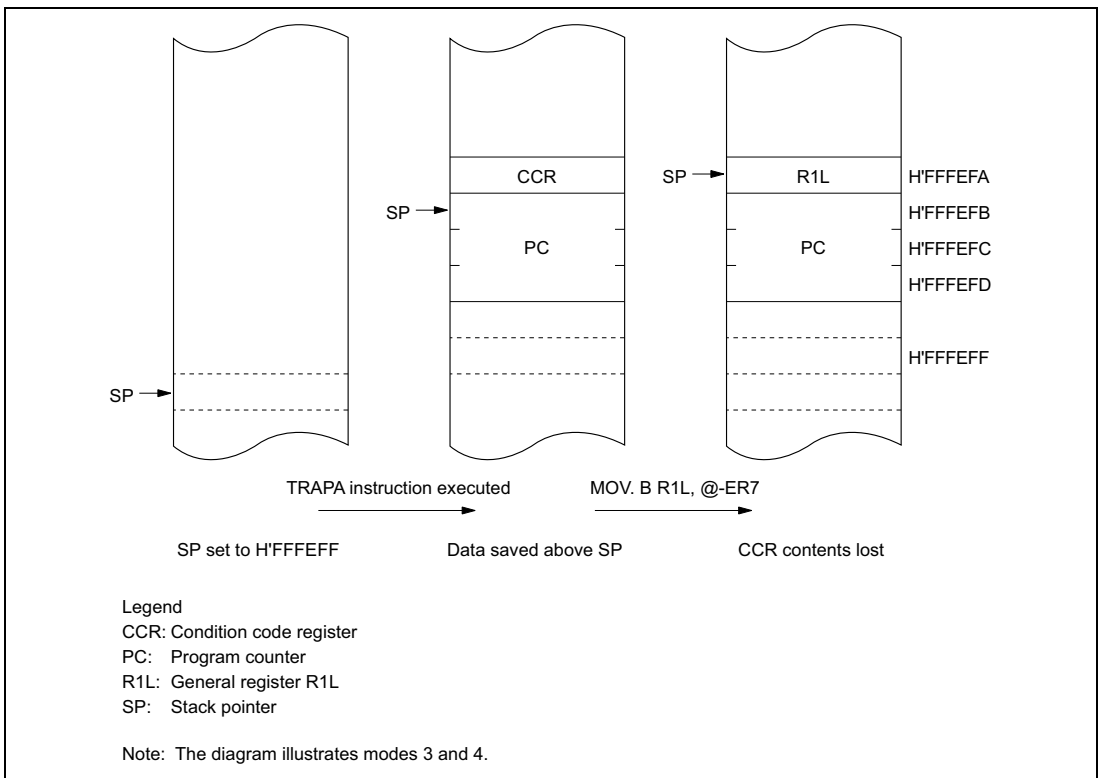 CCR
SP
R1L
H'FFFEFA
SP
H'FFFEFB
PC
PC
H'FFFEFC
H'FFFEFD
H'FFFEFF
SP
TRAPA instruction executed
MOV. B R1L, @-ER7
SP set to H'FFFEFF
Data saved above SP
CCR contents lost
Legend
CCR: Condition code register
PC: Program counter
R1L: General register R1L
SP: Stack pointer
Note: The diagram illustrates modes 3 and 4.